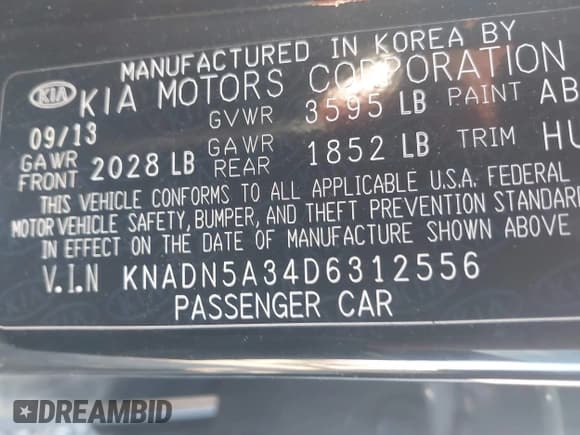 MANUFACTURED IN KOREA BY
KIA KIA MOTORS CORPORATION
09/13 GVWR 3595 LB PAINT AB
GAWR FRONT 2028 LB GAWR REAR 1852 LB TRIM HU
THIS VEHICLE CONFORMS TO ALL APPLICABLE U.S.A. FEDERAL
MOTOR VEHICLE SAFETY, BUMPER, AND THEFT PREVENTION STANDAR
IN EFFECT ON THE DATE OF MANUFACTURE SHOWN ABOVE
V.I.N KNADN5A34D6312556
PASSENGER CAR
DREAMBID